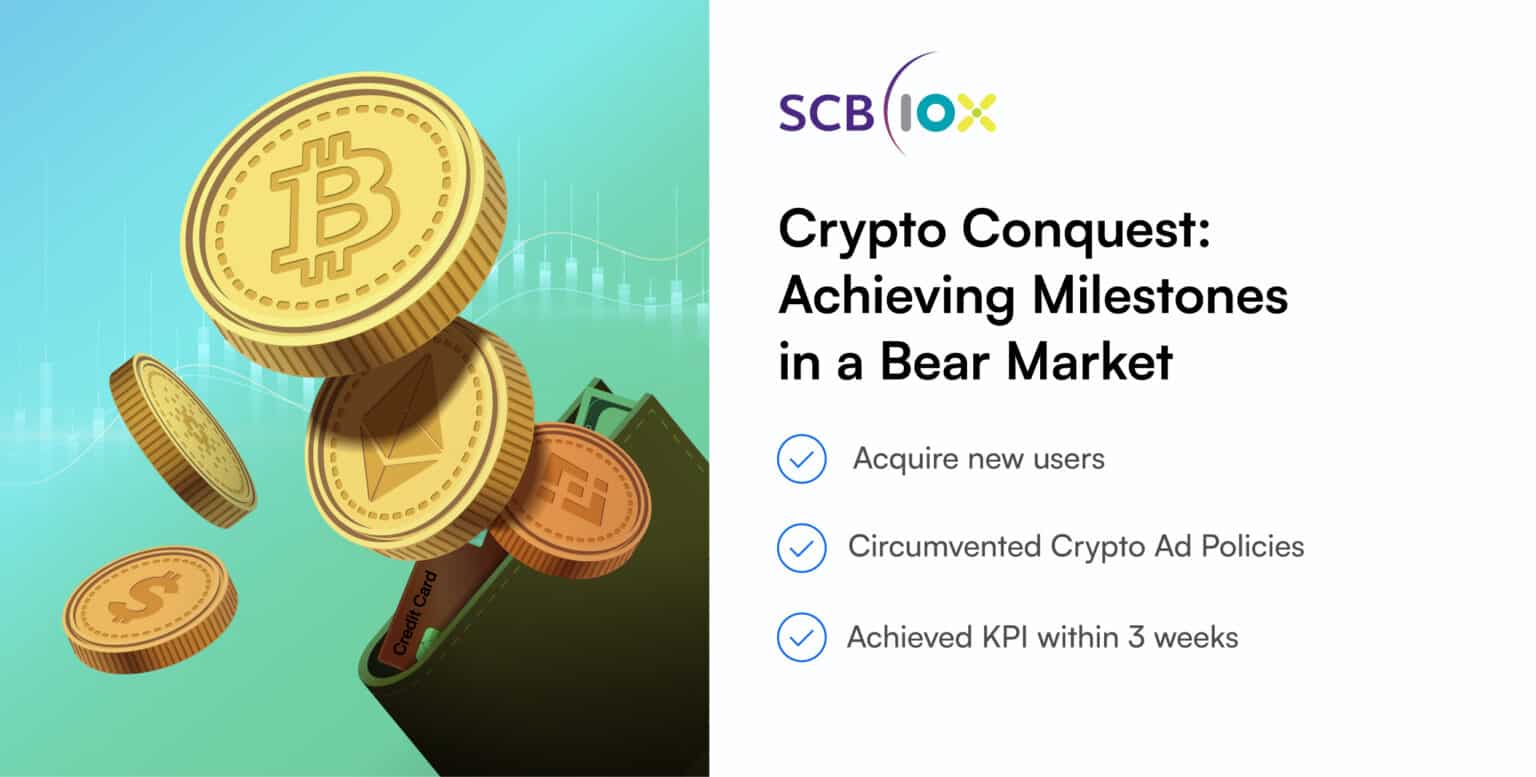 SCB 10X
Crypto Conquest:
Achieving Milestones
in a Bear Market
Acquire new users
Circumvented Crypto Ad Policies
Achieved KPI within 3 weeks
Credit Card